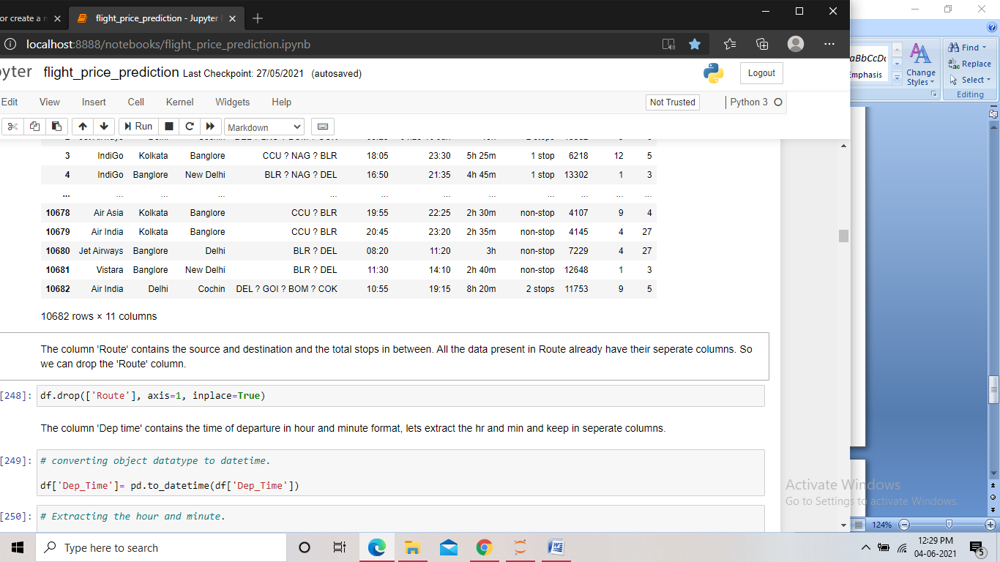 or create a
flight_price_prediction - Jupyter
localhost:8888/notebooks/flight_price_prediction.ipynb
yter flight_price_prediction Last Checkpoint: 27/05/2021 (autosaved)
Logout
Edit View Insert Cell Kernel Widgets Help
Not Trusted
Python 3
Run
Markdown
3 IndiGo Kolkata Banglore CCU ? NAG ? BLR 18:05 23:30 5h 25m 1 stop 6218 12 5
4 IndiGo Banglore New Delhi BLR ? NAG ? DEL 16:50 21:35 4h 45m 1 stop 13302 1 3
... ... ... ... ... ... ... ... ... ... ... ...
10678 Air Asia Kolkata Banglore CCU ? BLR 19:55 22:25 2h 30m non-stop 4107 9 4
10679 Air India Kolkata Banglore CCU ? BLR 20:45 23:20 2h 35m non-stop 4145 4 27
10680 Jet Airways Banglore Delhi BLR ? DEL 08:20 11:20 3h non-stop 7229 4 27
10681 Vistara Banglore New Delhi BLR ? DEL 11:30 14:10 2h 40m non-stop 12648 1 3
10682 Air India Delhi Cochin DEL ? GOI ? BOM ? COK 10:55 19:15 8h 20m 2 stops 11753 9 5
10682 rows × 11 columns
The column 'Route' contains the source and destination and the total stops in between. All the data present in Route already have their seperate columns. So
we can drop the 'Route' column.
[248]: df.drop(['Route'], axis=1, inplace=True)
The column 'Dep time' contains the time of departure in hour and minute format, lets extract the hr and min and keep in seperate columns.
[249]: # converting object datatype to datetime.
df['Dep_Time']= pd.to_datetime(df['Dep_Time'])
[250]: # Extracting the hour and minute.
aBbCcDc
Emphasis
Change
Styles
Find
Replace
Select
Editing
Activate Windows
Go to Settings to activate Windows.
124%
Type here to search
12:29 PM
04-06-2021
5